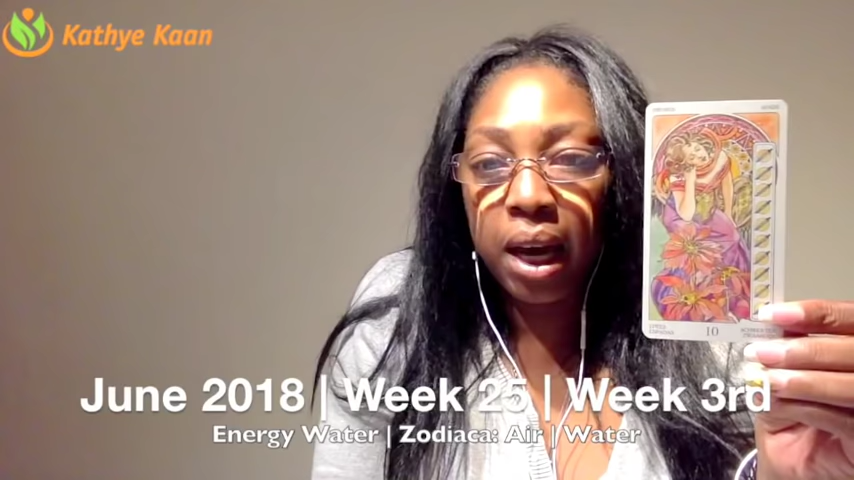 Kathye Kaan
10
June 2018 | Week 25 | Week 3rd
Energy Water | Zodiaca: Air | Water